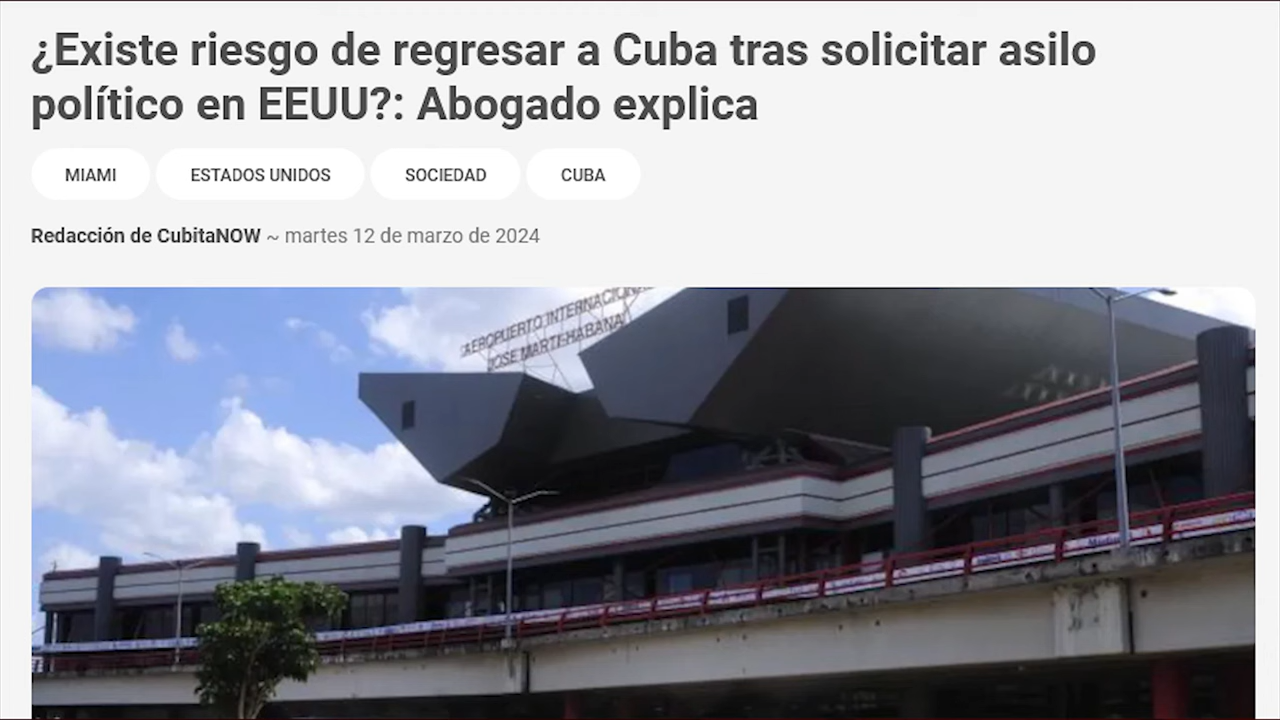 ¿Existe riesgo de regresar a Cuba tras solicitar asilo
político en EEUU?: Abogado explica
MIAMI ESTADOS UNIDOS SOCIEDAD CUBA
Redacción de CubitaNOW ~ martes 12 de marzo de 2024
AEROPUERTO INTERNACIONAL
JOSE MARTI-HABANA